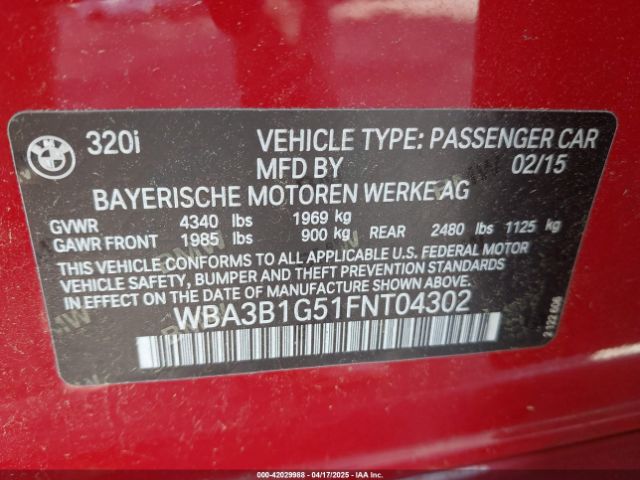 BMW
320i VEHICLE TYPE: PASSENGER CAR
MFD BY 02/15
BAYERISCHE MOTOREN WERKE AG
GVWR 4340 lbs 1969 kg
GAWR FRONT 1985 lbs 900 kg REAR 2480 lbs 1125 kg
THIS VEHICLE CONFORMS TO ALL APPLICABLE U.S. FEDERAL MOTOR
VEHICLE SAFETY, BUMPER AND THEFT PREVENTION STANDARDS IN
EFFECT ON THE DATE OF MANUFACTURE SHOWN ABOVE.
WBA3B1G51FNT04302
000-42029988 - 04/17/2025 - IAAI.COM